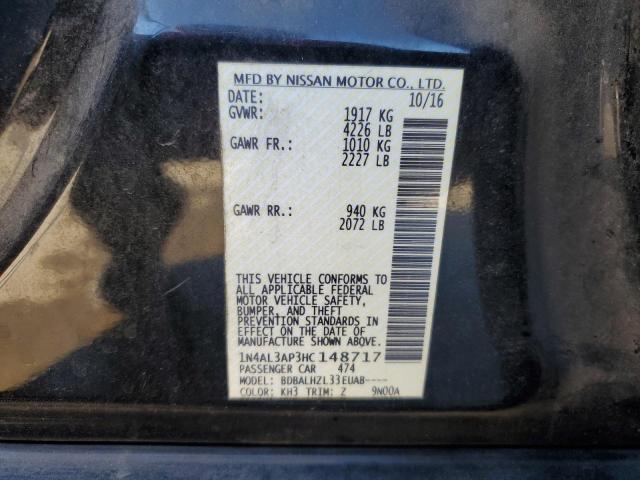 MFD BY NISSAN MOTOR CO., LTD.
DATE: 10/16
GVWR: 1917 KG
4226 LB
GAWR FR.: 1010 KG
2227 LB
GAWR RR.: 940 KG
2072 LB
THIS VEHICLE CONFORMS TO
ALL APPLICABLE FEDERAL
MOTOR VEHICLE SAFETY,
BUMPER, AND THEFT
PREVENTION STANDARDS IN
EFFECT ON THE DATE OF
MANUFACTURE SHOWN ABOVE.
1N4AL3AP3HC148717
PASSENGER CAR 474
MODEL: BDBALHZL33EUAB----
COLOR: KH3 TRIM: Z 9N00A